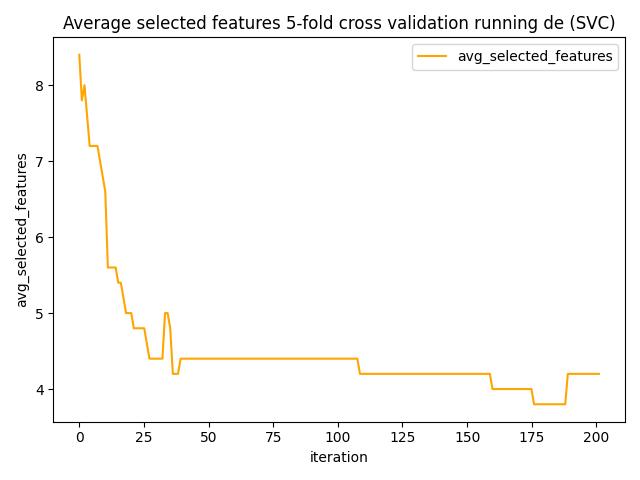 Average selected features 5-fold cross validation running de (SVC)
avg_selected_features
avg_selected_features
8
7
6
5
4
0 25 50 75 100 125 150 175 200
iteration